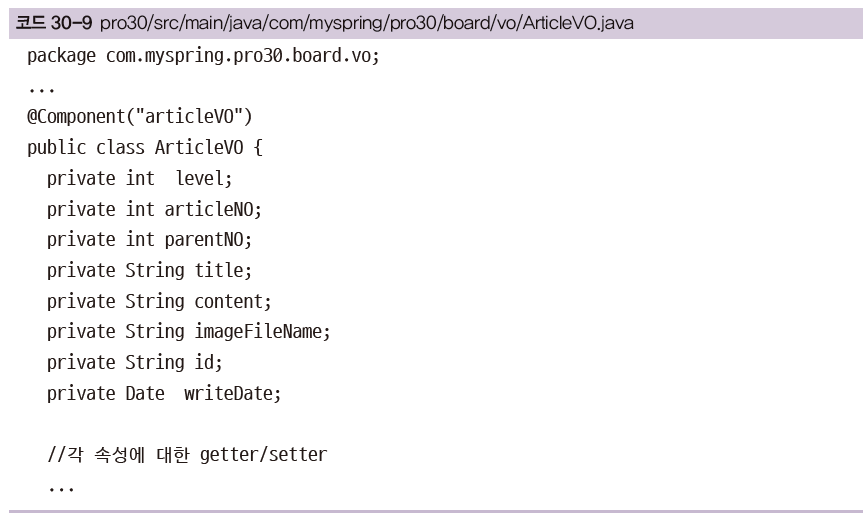 코드 30-9 pro30/src/main/java/com/myspring/pro30/board/vo/ArticleVO.java
package com.myspring.pro30.board.vo;
...
@Component("articleVO")
public class ArticleVO {
  private int  level;
  private int articleNO;
  private int parentNO;
  private String title;
  private String content;
  private String imageFileName;
  private String id;
  private Date  writeDate;

  //각 속성에 대한 getter/setter
  ...